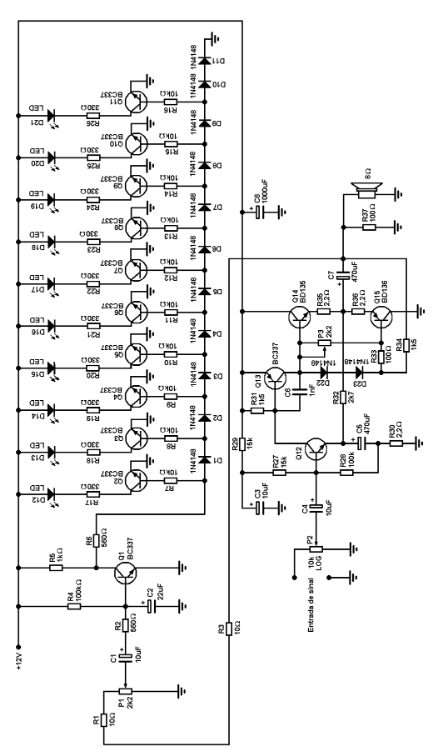 +12V
R1
10Ω
P1
2k2
C1
10uF
R2
560Ω
R4
100kΩ
R5
1kΩ
C2
22uF
Q1
BC337
R6
560Ω
LED
D12
330Ω
R17
BC337
Q2
10kΩ
R7
LED
D13
330Ω
R18
BC337
Q3
10kΩ
R8
LED
D14
330Ω
R19
BC337
Q4
10kΩ
R9
LED
D15
330Ω
R20
BC337
Q5
10kΩ
R10
LED
D16
330Ω
R21
BC337
Q6
10kΩ
R11
LED
D17
330Ω
R22
BC337
Q7
10kΩ
R12
LED
D18
330Ω
R23
BC337
Q8
10kΩ
R13
LED
D19
330Ω
R24
BC337
Q9
10kΩ
R14
LED
D20
330Ω
R25
BC337
Q10
10kΩ
R15
LED
D21
330Ω
R26
BC337
Q11
10kΩ
R16
1N4148
D1
1N4148
D2
1N4148
D3
1N4148
D4
1N4148
D5
1N4148
D6
1N4148
D7
1N4148
D8
1N4148
D9
1N4148
D10
1N4148
D11
R3
10Ω
Entrada de sinal
P2
10k
LOG
C4
10uF
C3
10uF
R29
15k
R27
15k
R28
100k
Q12
C5
470uF
R30
2,2Ω
R31
1k5
R32
2k7
Q13
BC337
C6
1nF
1N4148
D22
1N4148
D23
P3
2k2
R33
100Ω
R34
1k5
Q14
BD135
R35
2,2Ω
R36
2,2Ω
Q15
BD136
C7
470uF
C8
1000uF
R37
100Ω
8Ω